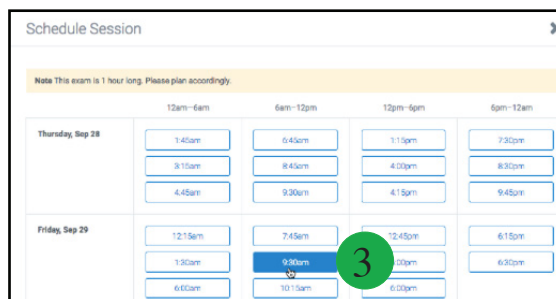 Schedule Session
Note This exam is 1 hour long. Please plan accordingly.
12am-6am 6am-12pm 12pm-6pm 6pm-12am
Thursday, Sep 28 1:45am 6:45am 1:15pm 7:30pm
3:15am 8:45am 4:00pm 8:30pm
4:45am 9:30am 4:15pm 9:45pm
Friday, Sep 29 12:15am 7:45am 12:45pm 6:15pm
1:30am 9:30am 3 :00pm 6:30pm
6:00am 10:15am 6:00pm